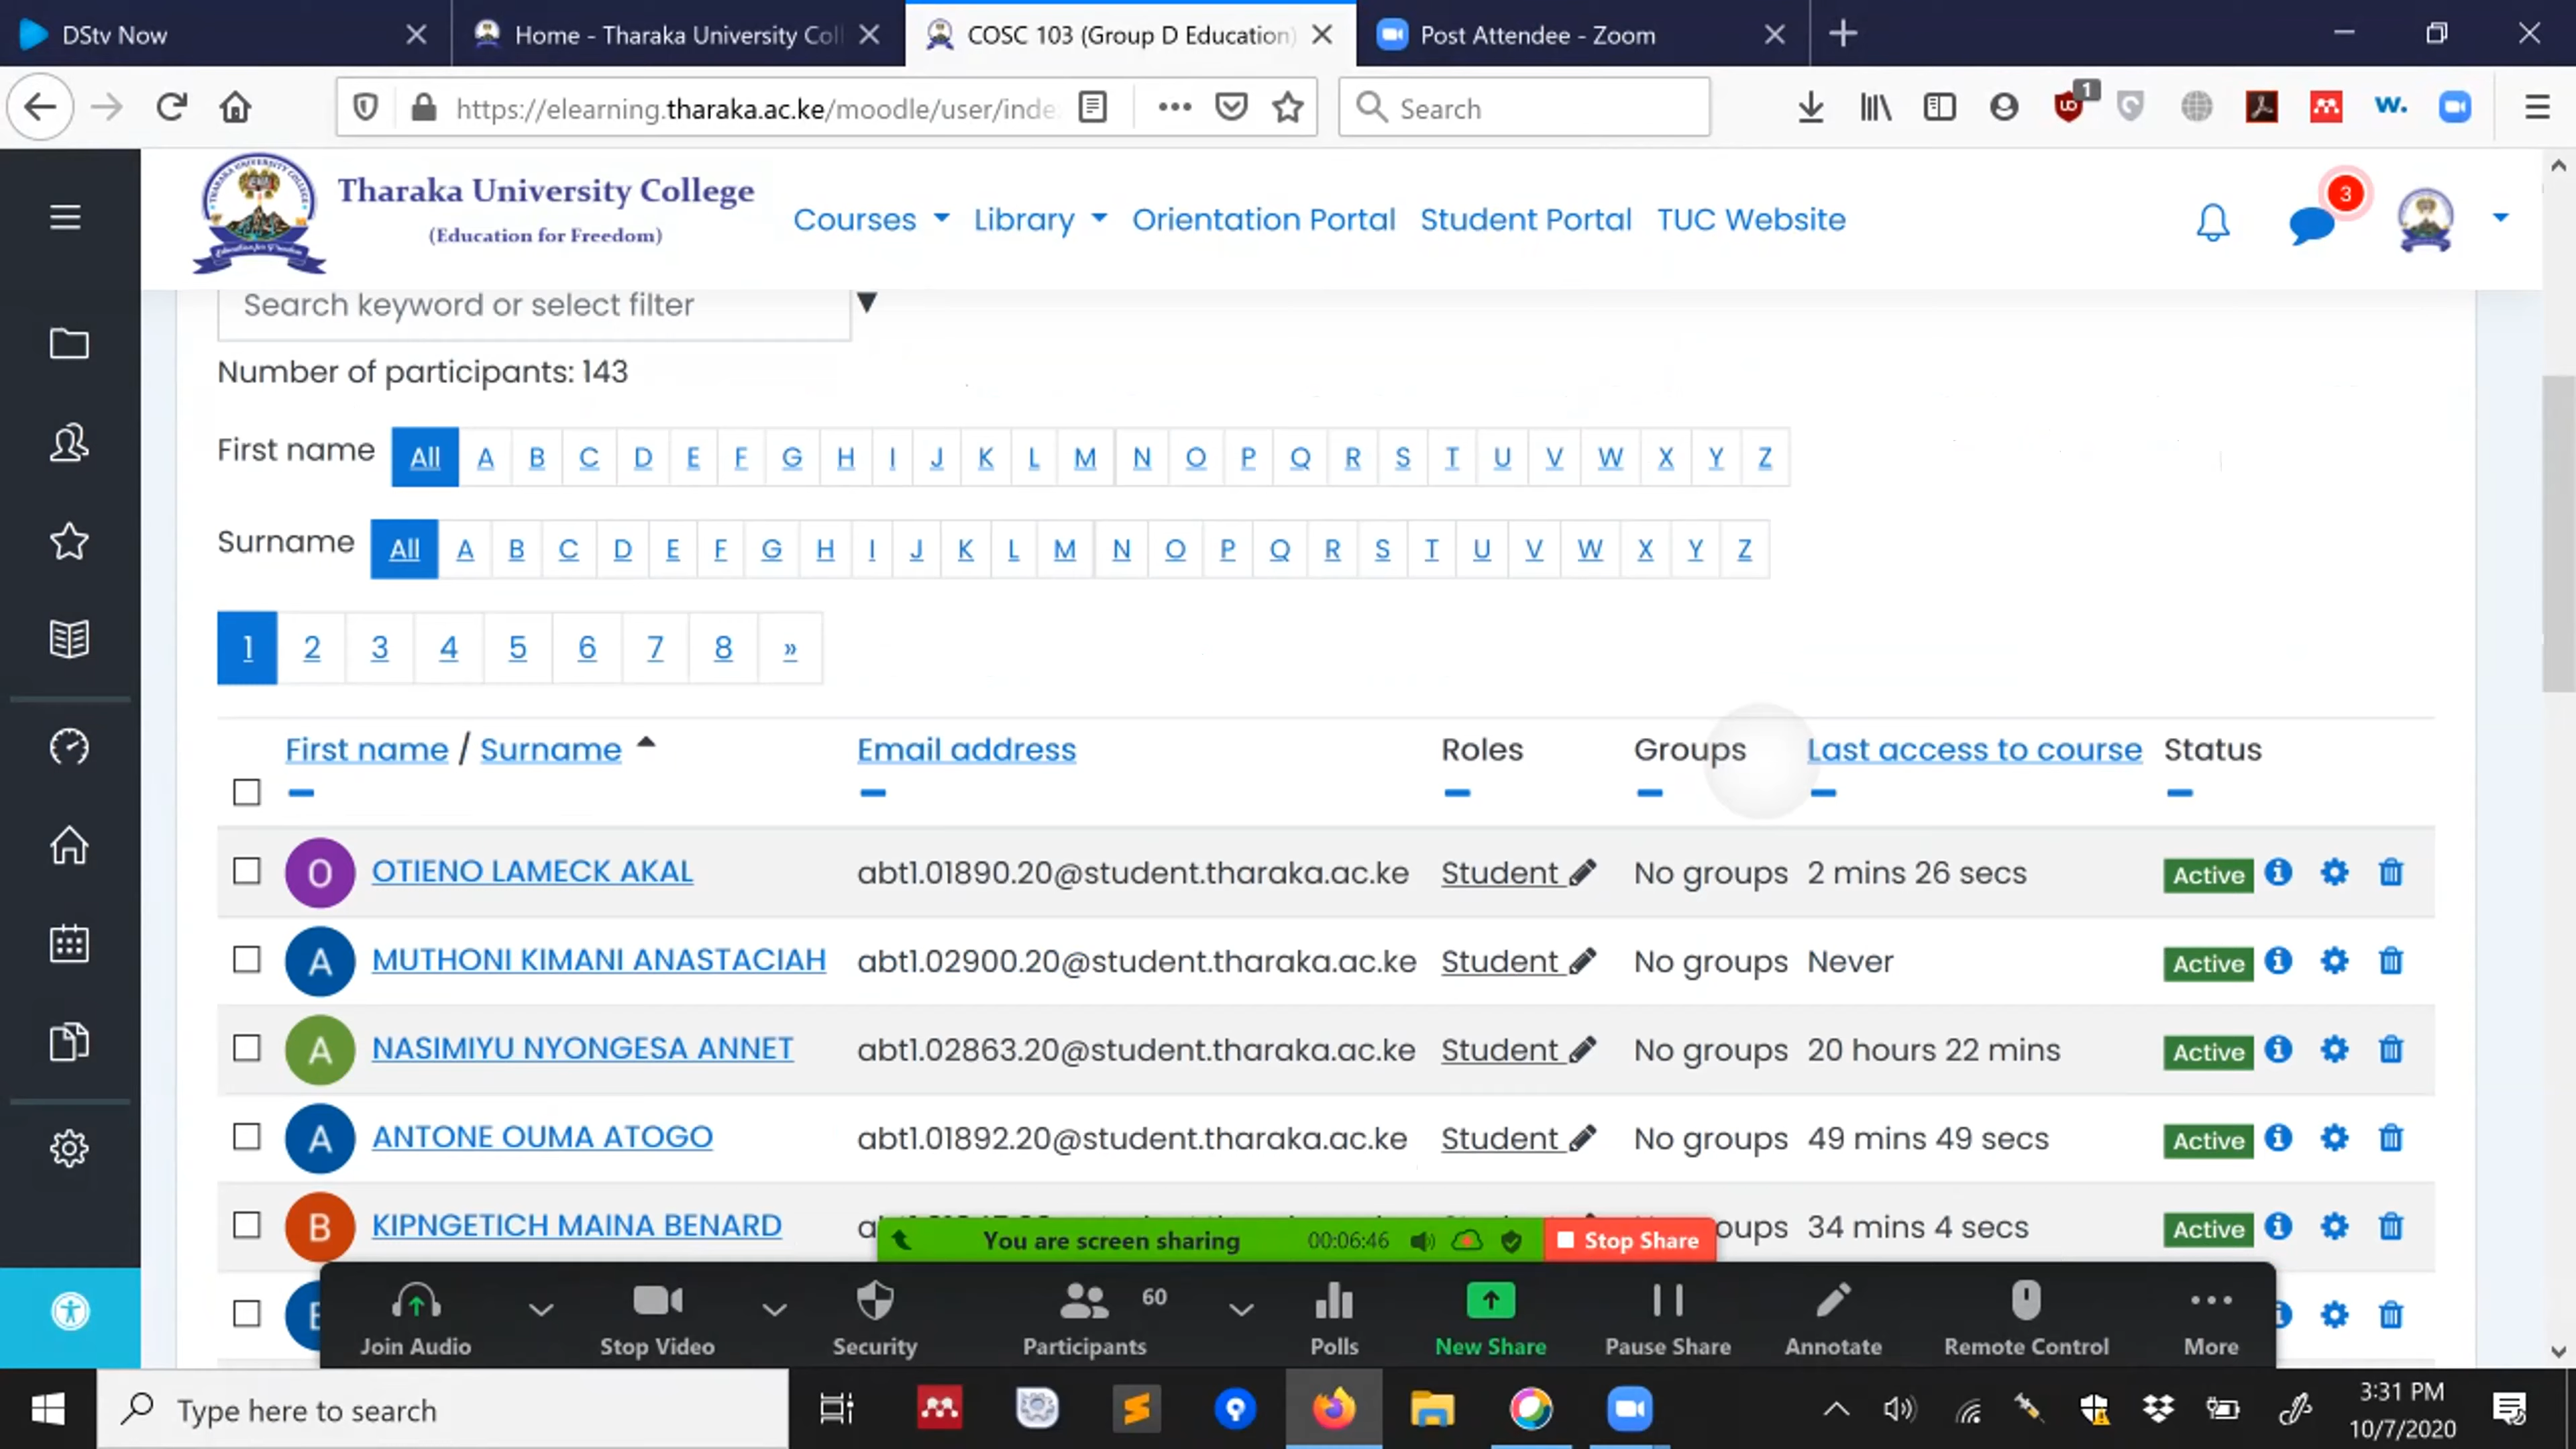 DStv Now
Home - Tharaka University Col
COSC 103 (Group D Education)
Post Attendee - Zoom
https://elearning.tharaka.ac.ke/moodle/user/inde
Search
1
Tharaka University College
(Education for Freedom)
Courses Library Orientation Portal Student Portal TUC Website
3
Search keyword or select filter
Number of participants: 143
First name All A B C D E F G H I J K L M N O P Q R S T U V W X Y Z
Surname All A B C D E F G H I J K L M N O P Q R S T U V W X Y Z
1 2 3 4 5 6 7 8 »
First name / Surname Email address Roles Groups Last access to course Status
O OTIENO LAMECK AKAL abt1.01890.20@student.tharaka.ac.ke Student No groups 2 mins 26 secs Active
A MUTHONI KIMANI ANASTACIAH abt1.02900.20@student.tharaka.ac.ke Student No groups Never Active
A NASIMIYU NYONGESA ANNET abt1.02863.20@student.tharaka.ac.ke Student No groups 20 hours 22 mins Active
A ANTONE OUMA ATOGO abt1.01892.20@student.tharaka.ac.ke Student No groups 49 mins 49 secs Active
B KIPNGETICH MAINA BENARD oups 34 mins 4 secs Active
You are screen sharing 00:06:46 Stop Share
60
Join Audio Stop Video Security Participants Polls New Share Pause Share Annotate Remote Control More
Type here to search
3:31 PM
10/7/2020